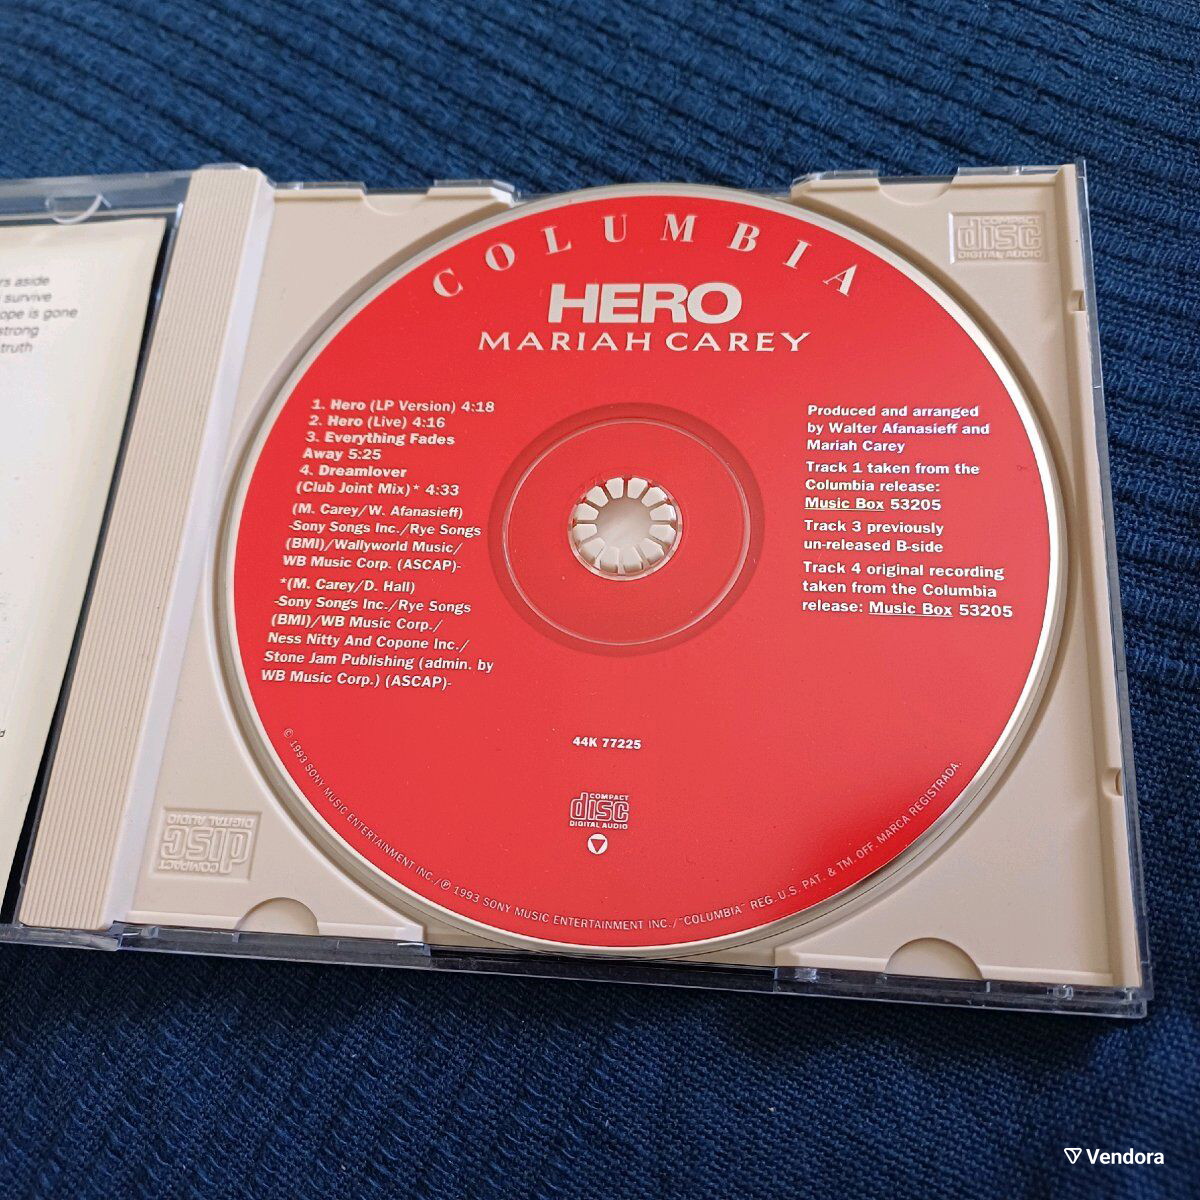 rs aside
survive
ope is gone
strong
truth
COLUMBIA
HERO
MARIAH CAREY
1. Hero (LP Version) 4:18
2. Hero (Live) 4:16
3. Everything Fades
Away 5:25
4. Dreamlover
(Club Joint Mix)* 4:33
(M. Carey/W. Afanasieff)
-Sony Songs Inc./Rye Songs
(BMI)/Wallyworld Music/
WB Music Corp. (ASCAP)-
*(M. Carey/D. Hall)
-Sony Songs Inc./Rye Songs
(BMI)/WB Music Corp./
Ness Nitty And Copone Inc./
Stone Jam Publishing (admin. by
WB Music Corp.) (ASCAP)-
Produced and arranged
by Walter Afanasieff and
Mariah Carey
Track 1 taken from the
Columbia release:
Music Box 53205
Track 3 previously
un-released B-side
Track 4 original recording
taken from the Columbia
release: Music Box 53205
44K 77225
COMPACT
disc
DIGITAL AUDIO
© 1993 SONY MUSIC ENTERTAINMENT INC./℗ 1993 SONY MUSIC ENTERTAINMENT INC./"COLUMBIA" REG. U.S. PAT. & TM. OFF. MARCA REGISTRADA.
COMPACT
disc
DIGITAL AUDIO
COMPACT
disc
DIGITAL AUDIO
Vendora